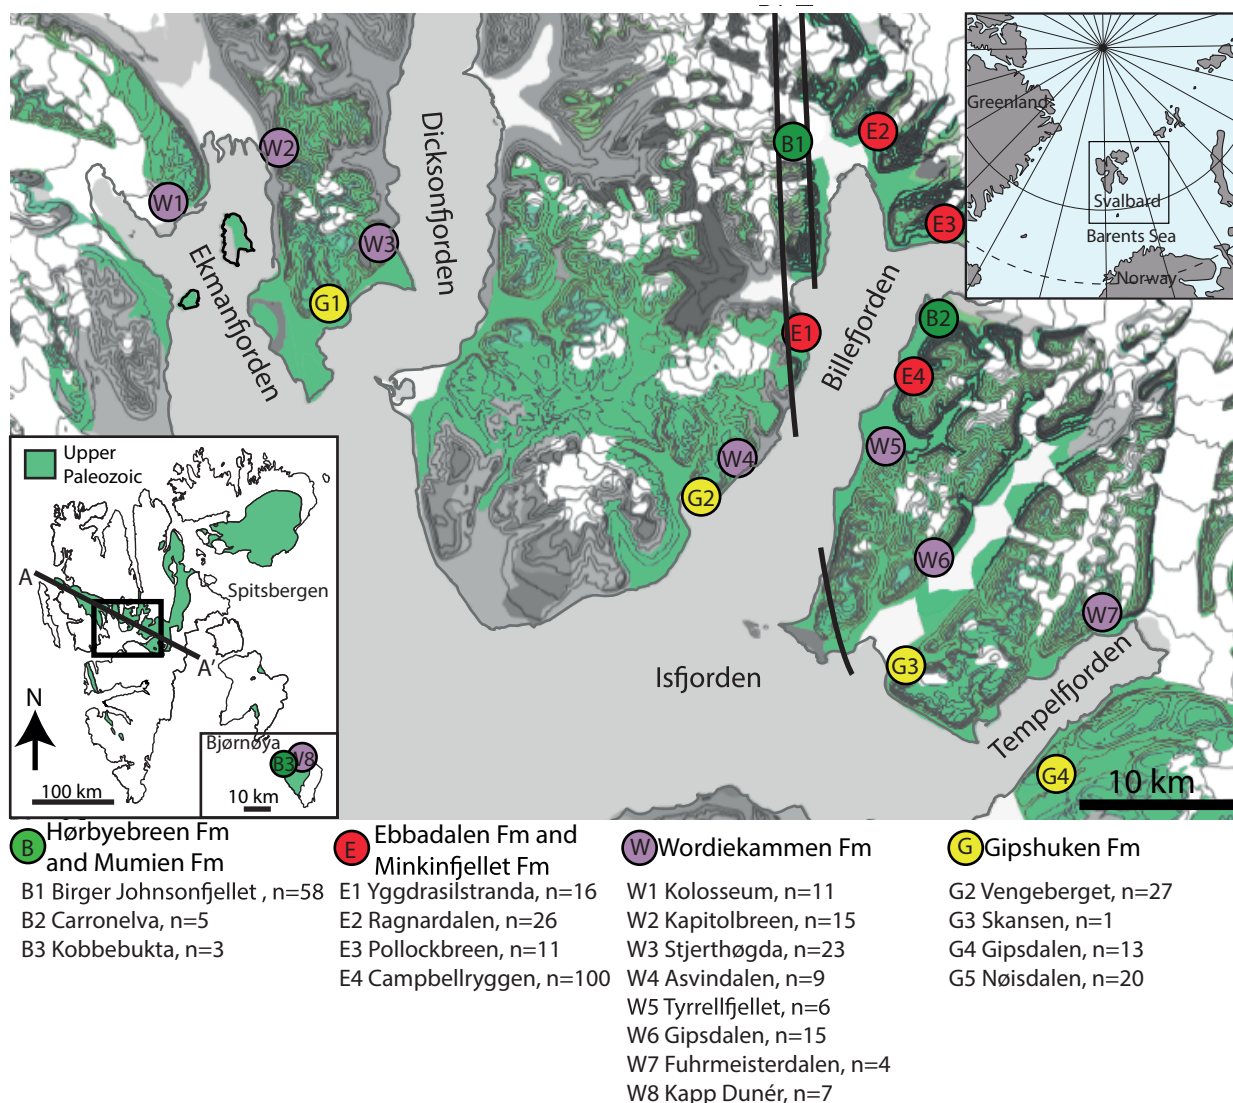 Greenland
Svalbard
Barents Sea
Norway
B1
E2
W2
W1
Dicksonfjorden
E3
W3
Ekmanfjorden
G1
Billefjorden
B2
E1
E4
W5
W4
G2
W6
W7
Isfjorden
G3
Tempelfjorden
G4
10 km
Upper
Paleozoic
A
Spitsbergen
A'
N
Bjørnøya
B3
W8
100 km
10 km
B Hørbyebreen Fm
and Mumien Fm
B1 Birger Johnsonfjellet , n=58
B2 Carronelva, n=5
B3 Kobbebukta, n=3
E Ebbadalen Fm and
Minkinfjellet Fm
E1 Yggdrasilstranda, n=16
E2 Ragnardalen, n=26
E3 Pollockbreen, n=11
E4 Campbellryggen, n=100
W Wordiekammen Fm
W1 Kolosseum, n=11
W2 Kapitolbreen, n=15
W3 Stjerthøgda, n=23
W4 Asvindalen, n=9
W5 Tyrrellfjellet, n=6
W6 Gipsdalen, n=15
W7 Fuhrmeisterdalen, n=4
W8 Kapp Dunér, n=7
G Gipshuken Fm
G2 Vengeberget, n=27
G3 Skansen, n=1
G4 Gipsdalen, n=13
G5 Nøisdalen, n=20